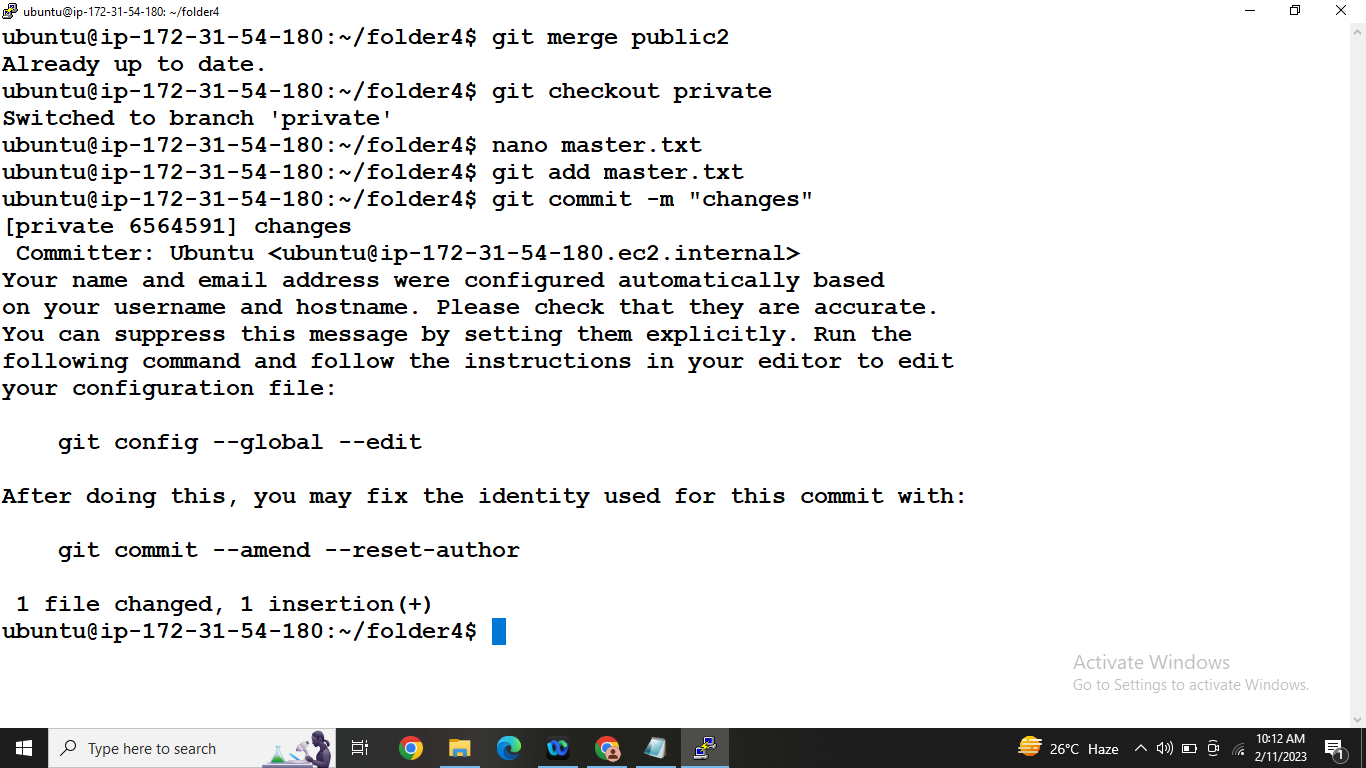 ubuntu@ip-172-31-54-180: ~/folder4
ubuntu@ip-172-31-54-180:~/folder4$ git merge public2
Already up to date.
ubuntu@ip-172-31-54-180:~/folder4$ git checkout private
Switched to branch 'private'
ubuntu@ip-172-31-54-180:~/folder4$ nano master.txt
ubuntu@ip-172-31-54-180:~/folder4$ git add master.txt
ubuntu@ip-172-31-54-180:~/folder4$ git commit -m "changes"
[private 6564591] changes
 Committer: Ubuntu <ubuntu@ip-172-31-54-180.ec2.internal>
Your name and email address were configured automatically based
on your username and hostname. Please check that they are accurate.
You can suppress this message by setting them explicitly. Run the
following command and follow the instructions in your editor to edit
your configuration file:
    git config --global --edit
After doing this, you may fix the identity used for this commit with:
    git commit --amend --reset-author
 1 file changed, 1 insertion(+)
ubuntu@ip-172-31-54-180:~/folder4$
Activate Windows
Go to Settings to activate Windows.
Type here to search
26°C Haze
10:12 AM
2/11/2023
1